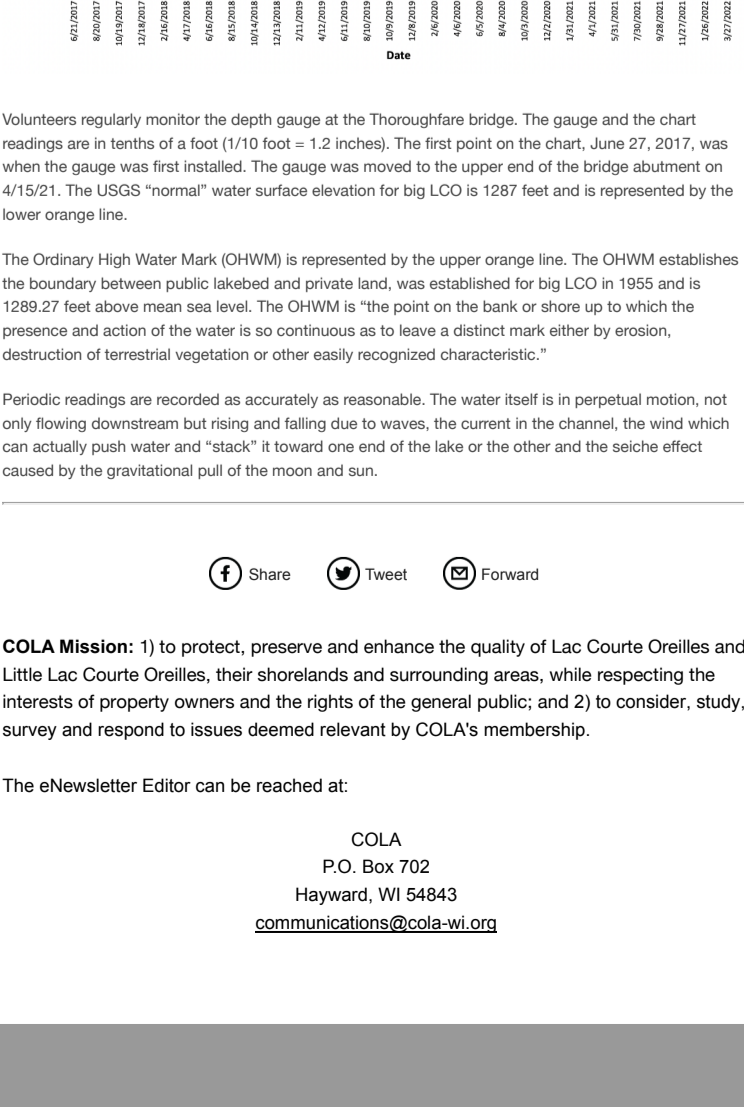 6/21/2017 8/20/2017 10/19/2017 12/18/2017 2/16/2018 4/17/2018 6/16/2018 8/15/2018 10/14/2018 12/13/2018 2/11/2019 4/12/2019 6/11/2019 8/10/2019 10/9/2019 12/8/2019 2/6/2020 4/6/2020 6/5/2020 8/4/2020 10/3/2020 12/2/2020 1/31/2021 4/1/2021 5/31/2021 7/30/2021 9/28/2021 11/27/2021 1/26/2022 3/27/2022
Date
Volunteers regularly monitor the depth gauge at the Thoroughfare bridge. The gauge and the chart
readings are in tenths of a foot (1/10 foot = 1.2 inches). The first point on the chart, June 27, 2017, was
when the gauge was first installed. The gauge was moved to the upper end of the bridge abutment on
4/15/21. The USGS “normal” water surface elevation for big LCO is 1287 feet and is represented by the
lower orange line.
The Ordinary High Water Mark (OHWM) is represented by the upper orange line. The OHWM establishes
the boundary between public lakebed and private land, was established for big LCO in 1955 and is
1289.27 feet above mean sea level. The OHWM is “the point on the bank or shore up to which the
presence and action of the water is so continuous as to leave a distinct mark either by erosion,
destruction of terrestrial vegetation or other easily recognized characteristic.”
Periodic readings are recorded as accurately as reasonable. The water itself is in perpetual motion, not
only flowing downstream but rising and falling due to waves, the current in the channel, the wind which
can actually push water and “stack” it toward one end of the lake or the other and the seiche effect
caused by the gravitational pull of the moon and sun.
Share Tweet Forward
COLA Mission: 1) to protect, preserve and enhance the quality of Lac Courte Oreilles and
Little Lac Courte Oreilles, their shorelands and surrounding areas, while respecting the
interests of property owners and the rights of the general public; and 2) to consider, study,
survey and respond to issues deemed relevant by COLA's membership.
The eNewsletter Editor can be reached at:
COLA
P.O. Box 702
Hayward, WI 54843
communications@cola-wi.org